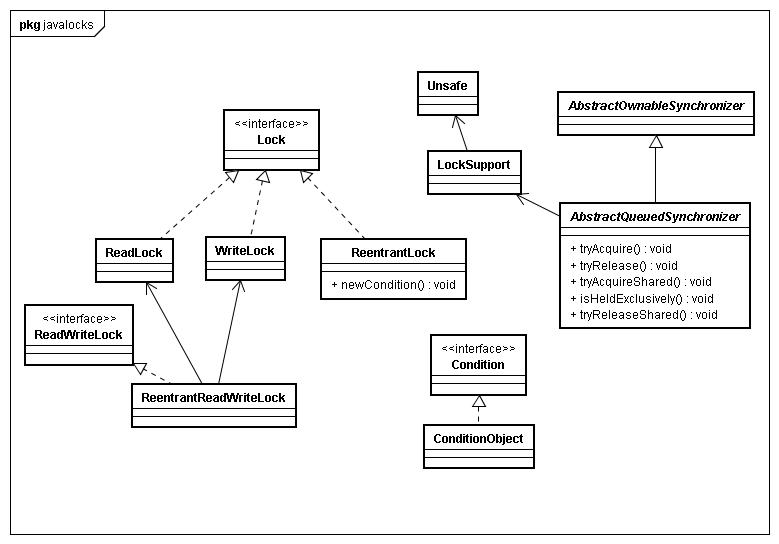 pkg javalocks
Unsafe
AbstractOwnableSynchronizer
<<interface>>
Lock
LockSupport
AbstractQueuedSynchronizer
+ tryAcquire() : void
+ tryRelease() : void
+ tryAcquireShared() : void
+ isHeldExclusively() : void
+ tryReleaseShared() : void
ReadLock
WriteLock
ReentrantLock
+ newCondition() : void
<<interface>>
ReadWriteLock
<<interface>>
Condition
ReentrantReadWriteLock
ConditionObject